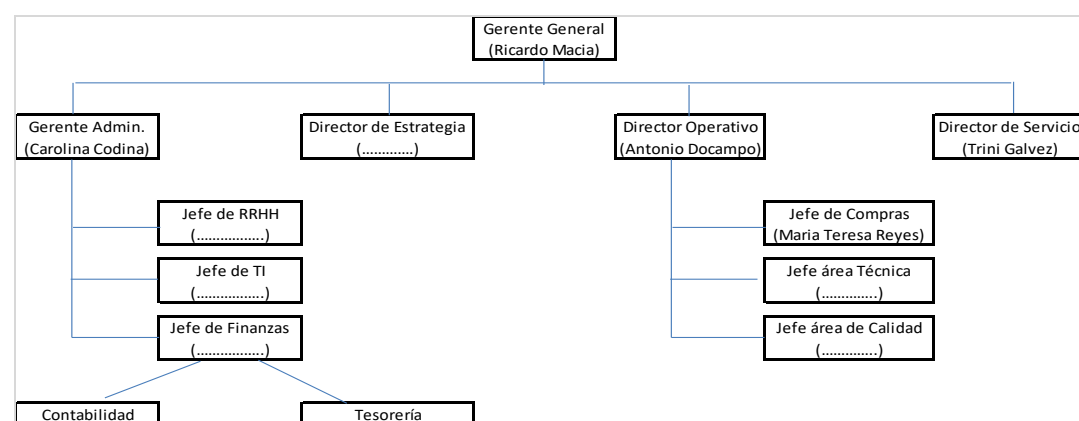 Gerente General
(Ricardo Macia)
Gerente Admin.
(Carolina Codina)
Director de Estrategia
(.............)
Director Operativo
(Antonio Docampo)
Director de Servicio
(Trini Galvez)
Jefe de RRHH
(.................)
Jefe de TI
(.................)
Jefe de Finanzas
(.................)
Jefe de Compras
(Maria Teresa Reyes)
Jefe área Técnica
(..............)
Jefe área de Calidad
(..............)
Contabilidad
Tesorería